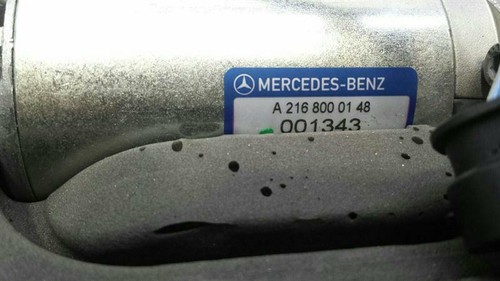 MERCEDES-BENZ
A 216 800 01 48
001343